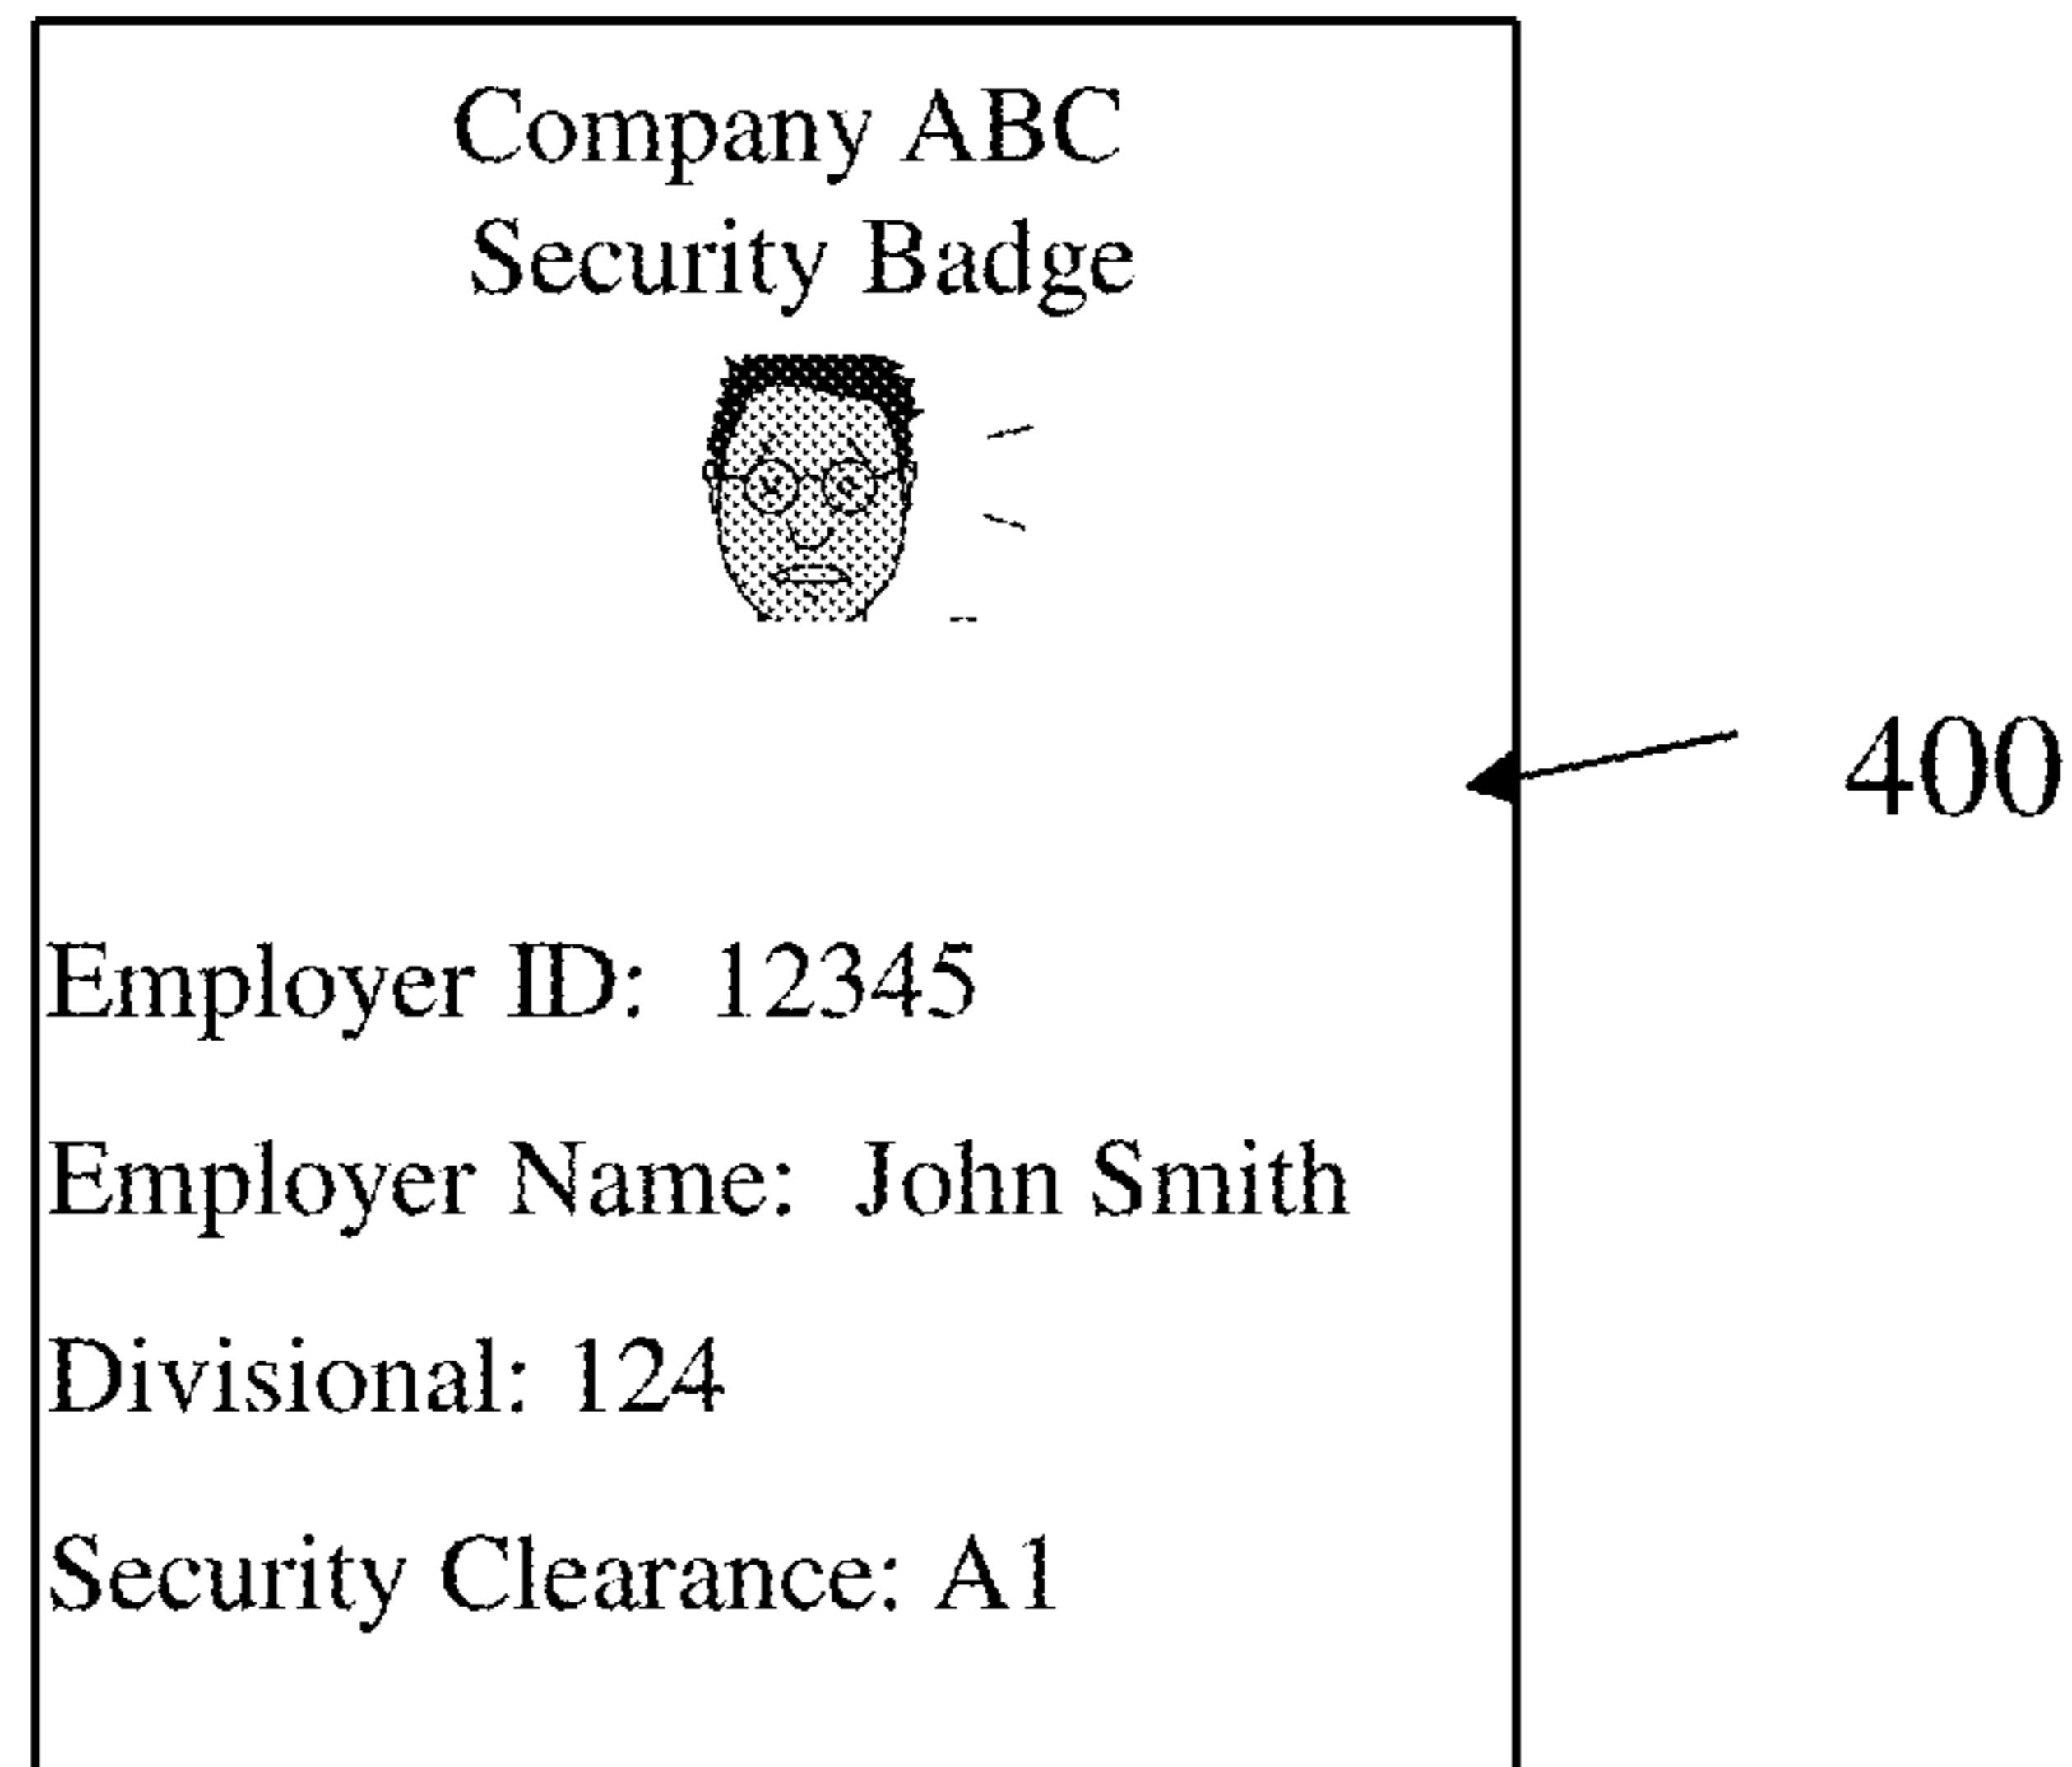 Company ABC
Security Badge
400
Employer ID: 12345
Employer Name: John Smith
Divisional: 124
Security Clearance: A1